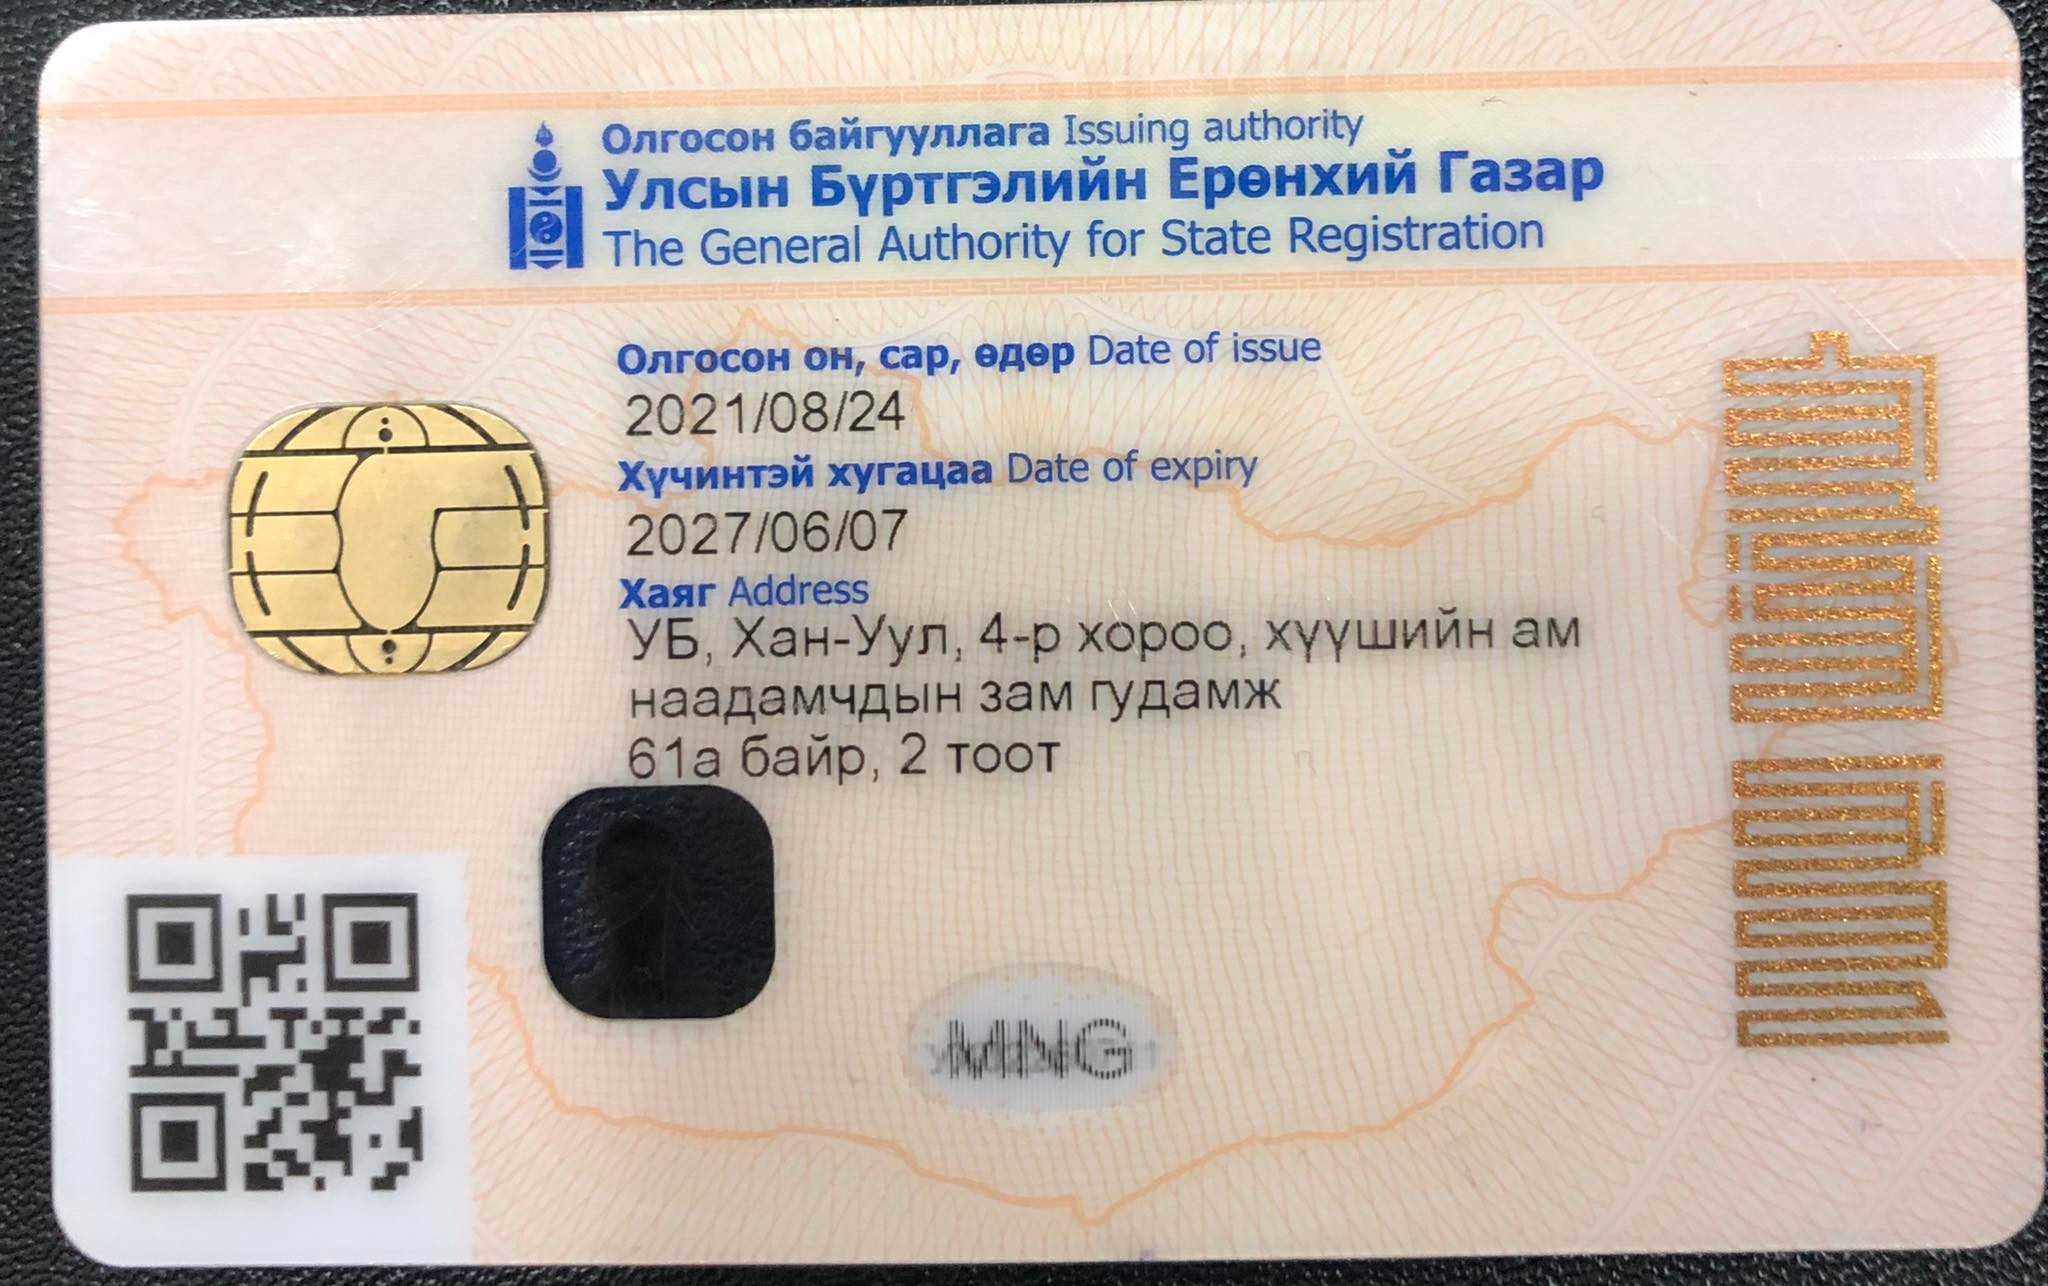 Олгосон байгууллага Issuing authority
Улсын Бүртгэлийн Ерөнхий Газар
The General Authority for State Registration
Олгосон он, сар, өдөр Date of issue
2021/08/24
Хүчинтэй хугацаа Date of expiry
2027/06/07
Хаяг Address
УБ, Хан-Уул, 4-р хороо, хүүшийн ам
наадамчдын зам гудамж
61а байр, 2 тоот
MNG